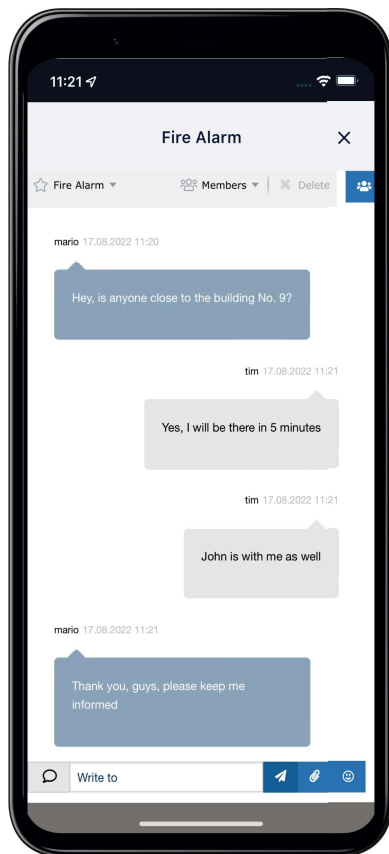 11:21
Fire Alarm
Fire Alarm Members Delete
mario 17.08.2022 11:20
Hey, is anyone close to the building No. 9?
tim 17.08.2022 11:21
Yes, I will be there in 5 minutes
tim 17.08.2022 11:21
John is with me as well
mario 17.08.2022 11:21
Thank you, guys, please keep me
informed
Write to